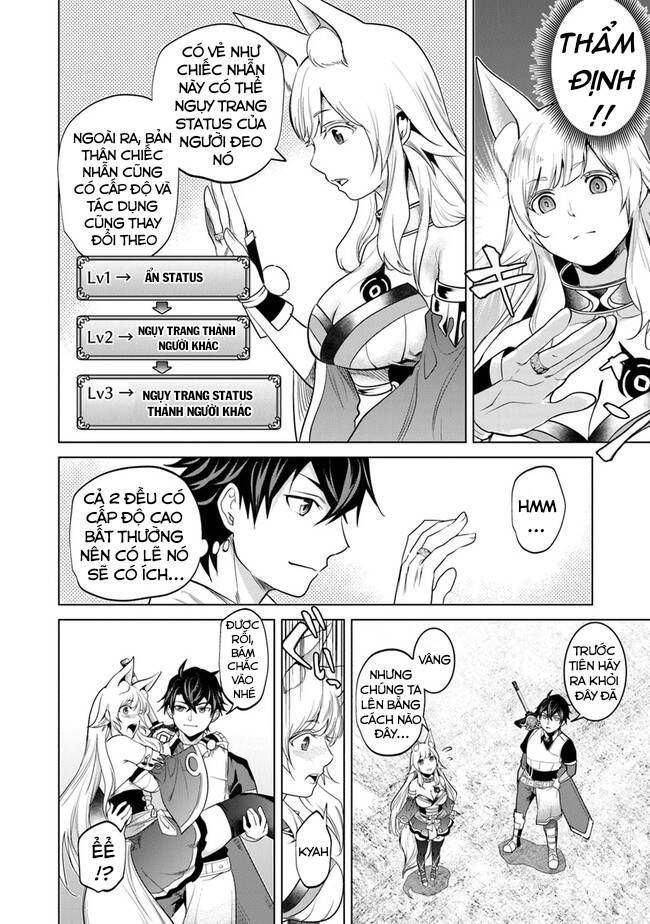 THẨM
ĐỊNH
!!
キ
CÓ VẺ NHƯ
CHIẾC NHẪN
NÀY CÓ THỂ
NGỤY TRANG
STATUS CỦA
NGƯỜI ĐEO
NÓ
NGOÀI RA, BẢN
THÂN CHIẾC
NHẪN CŨNG
CÓ CẤP ĐỘ VÀ
TÁC DỤNG
CŨNG THAY
ĐỔI THEO
Lv1 → ẨN STATUS
Lv2 → NGỤY TRANG THÀNH
NGƯỜI KHÁC
Lv3 → NGỤY TRANG STATUS
THÀNH NGƯỜI KHÁC
HMM
...
CẢ 2 ĐỀU CÓ
CẤP ĐỘ CAO
BẤT THƯỜNG
NÊN CÓ LẼ NÓ
SẼ CÓ ÍCH...
TRƯỚC
TIÊN HÃY
RA KHỎI
ĐÂY ĐÃ
VÂNG
NHƯNG
CHÚNG TA
LÊN BẰNG
CÁCH NÀO
ĐÂY...
KYAH
ĐƯỢC
RỒI,
BÁM
CHẮC
VÀO
NHÉ
ỂỂ
!?